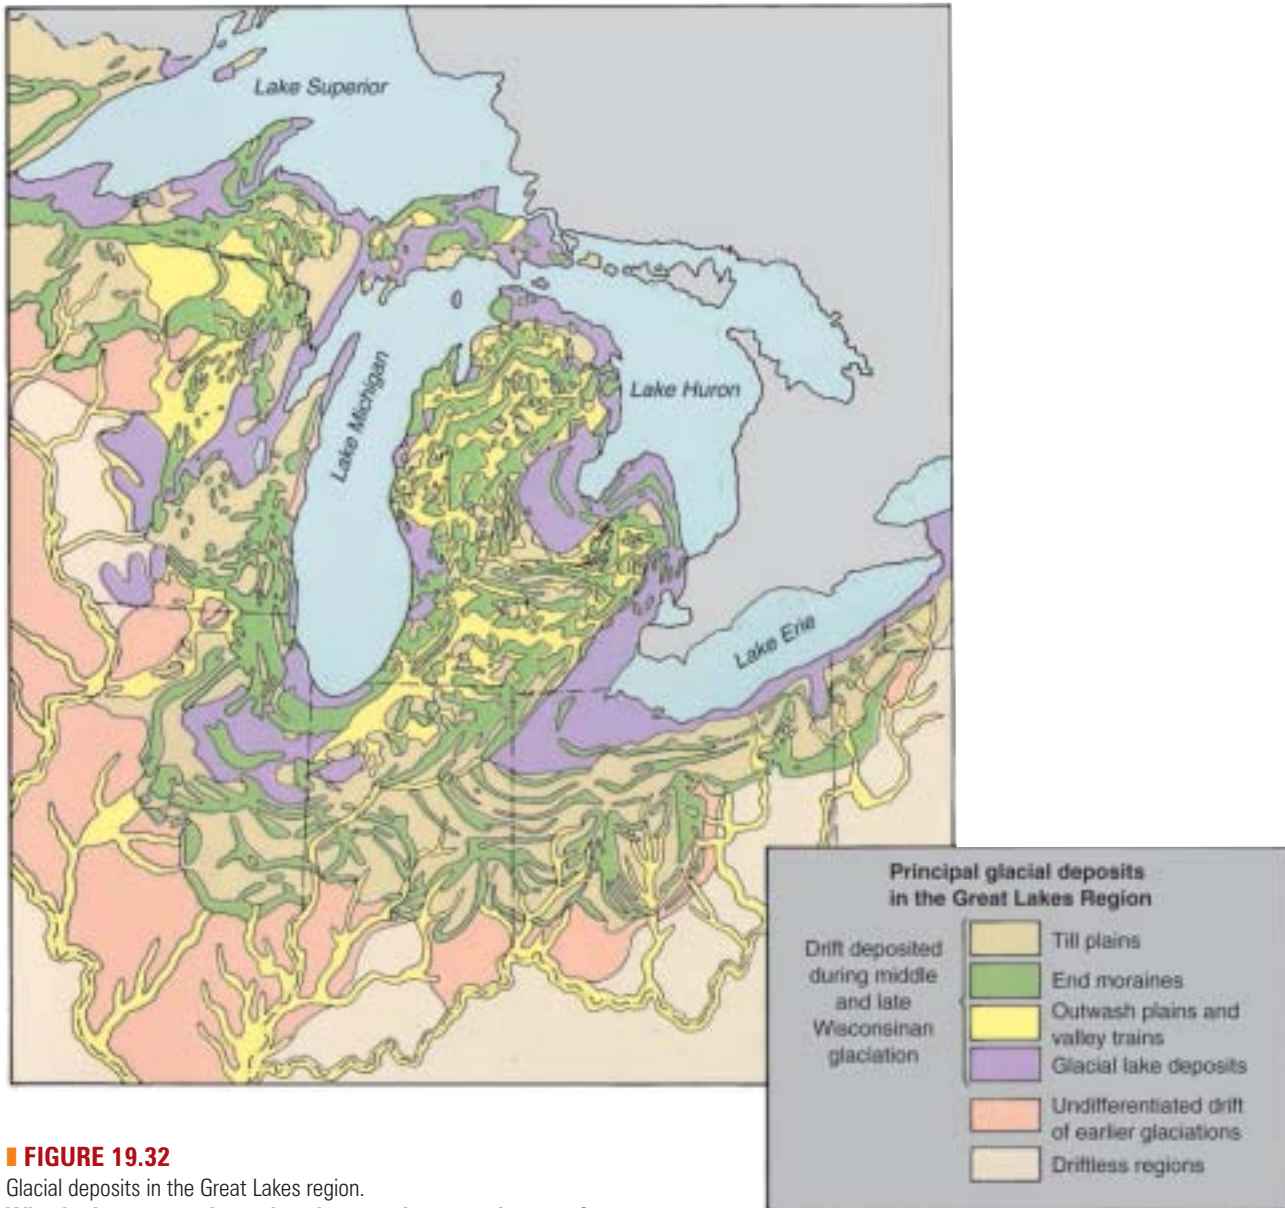 Lake Superior
Lake Michigan
Lake Huron
Lake Erie
Principal glacial deposits
in the Great Lakes Region
Drift deposited
during middle
and late
Wisconsinan
glaciation
Till plains
End moraines
Outwash plains and
valley trains
Glacial lake deposits
Undifferentiated drift
of earlier glaciations
Driftless regions
FIGURE 19.32
Glacial deposits in the Great Lakes region.